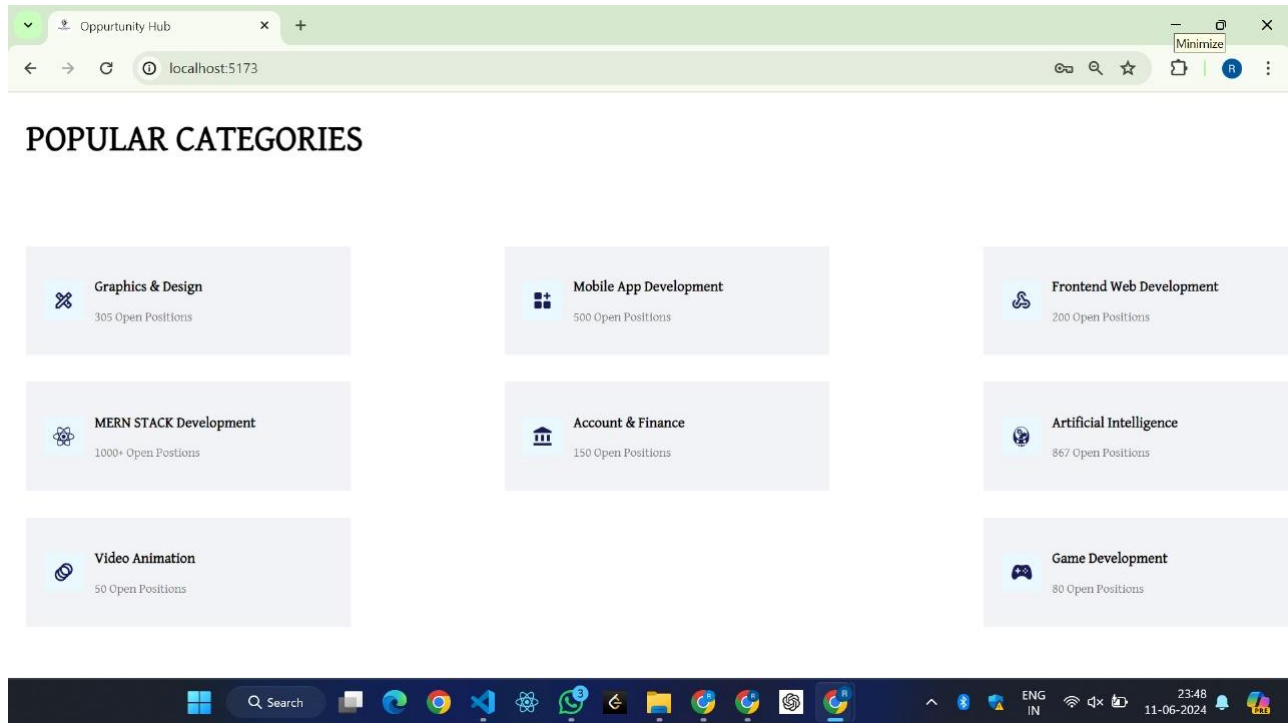 Oppurtunity Hub
Minimize
localhost:5173
R
POPULAR CATEGORIES
Graphics & Design
305 Open Positions
Mobile App Development
500 Open Positions
Frontend Web Development
200 Open Positions
MERN STACK Development
1000+ Open Postions
Account & Finance
150 Open Positions
Artificial Intelligence
867 Open Positions
Video Animation
50 Open Positions
Game Development
80 Open Positions
Search
3
R
R
R
ENG
IN
23:48
11-06-2024
PRE